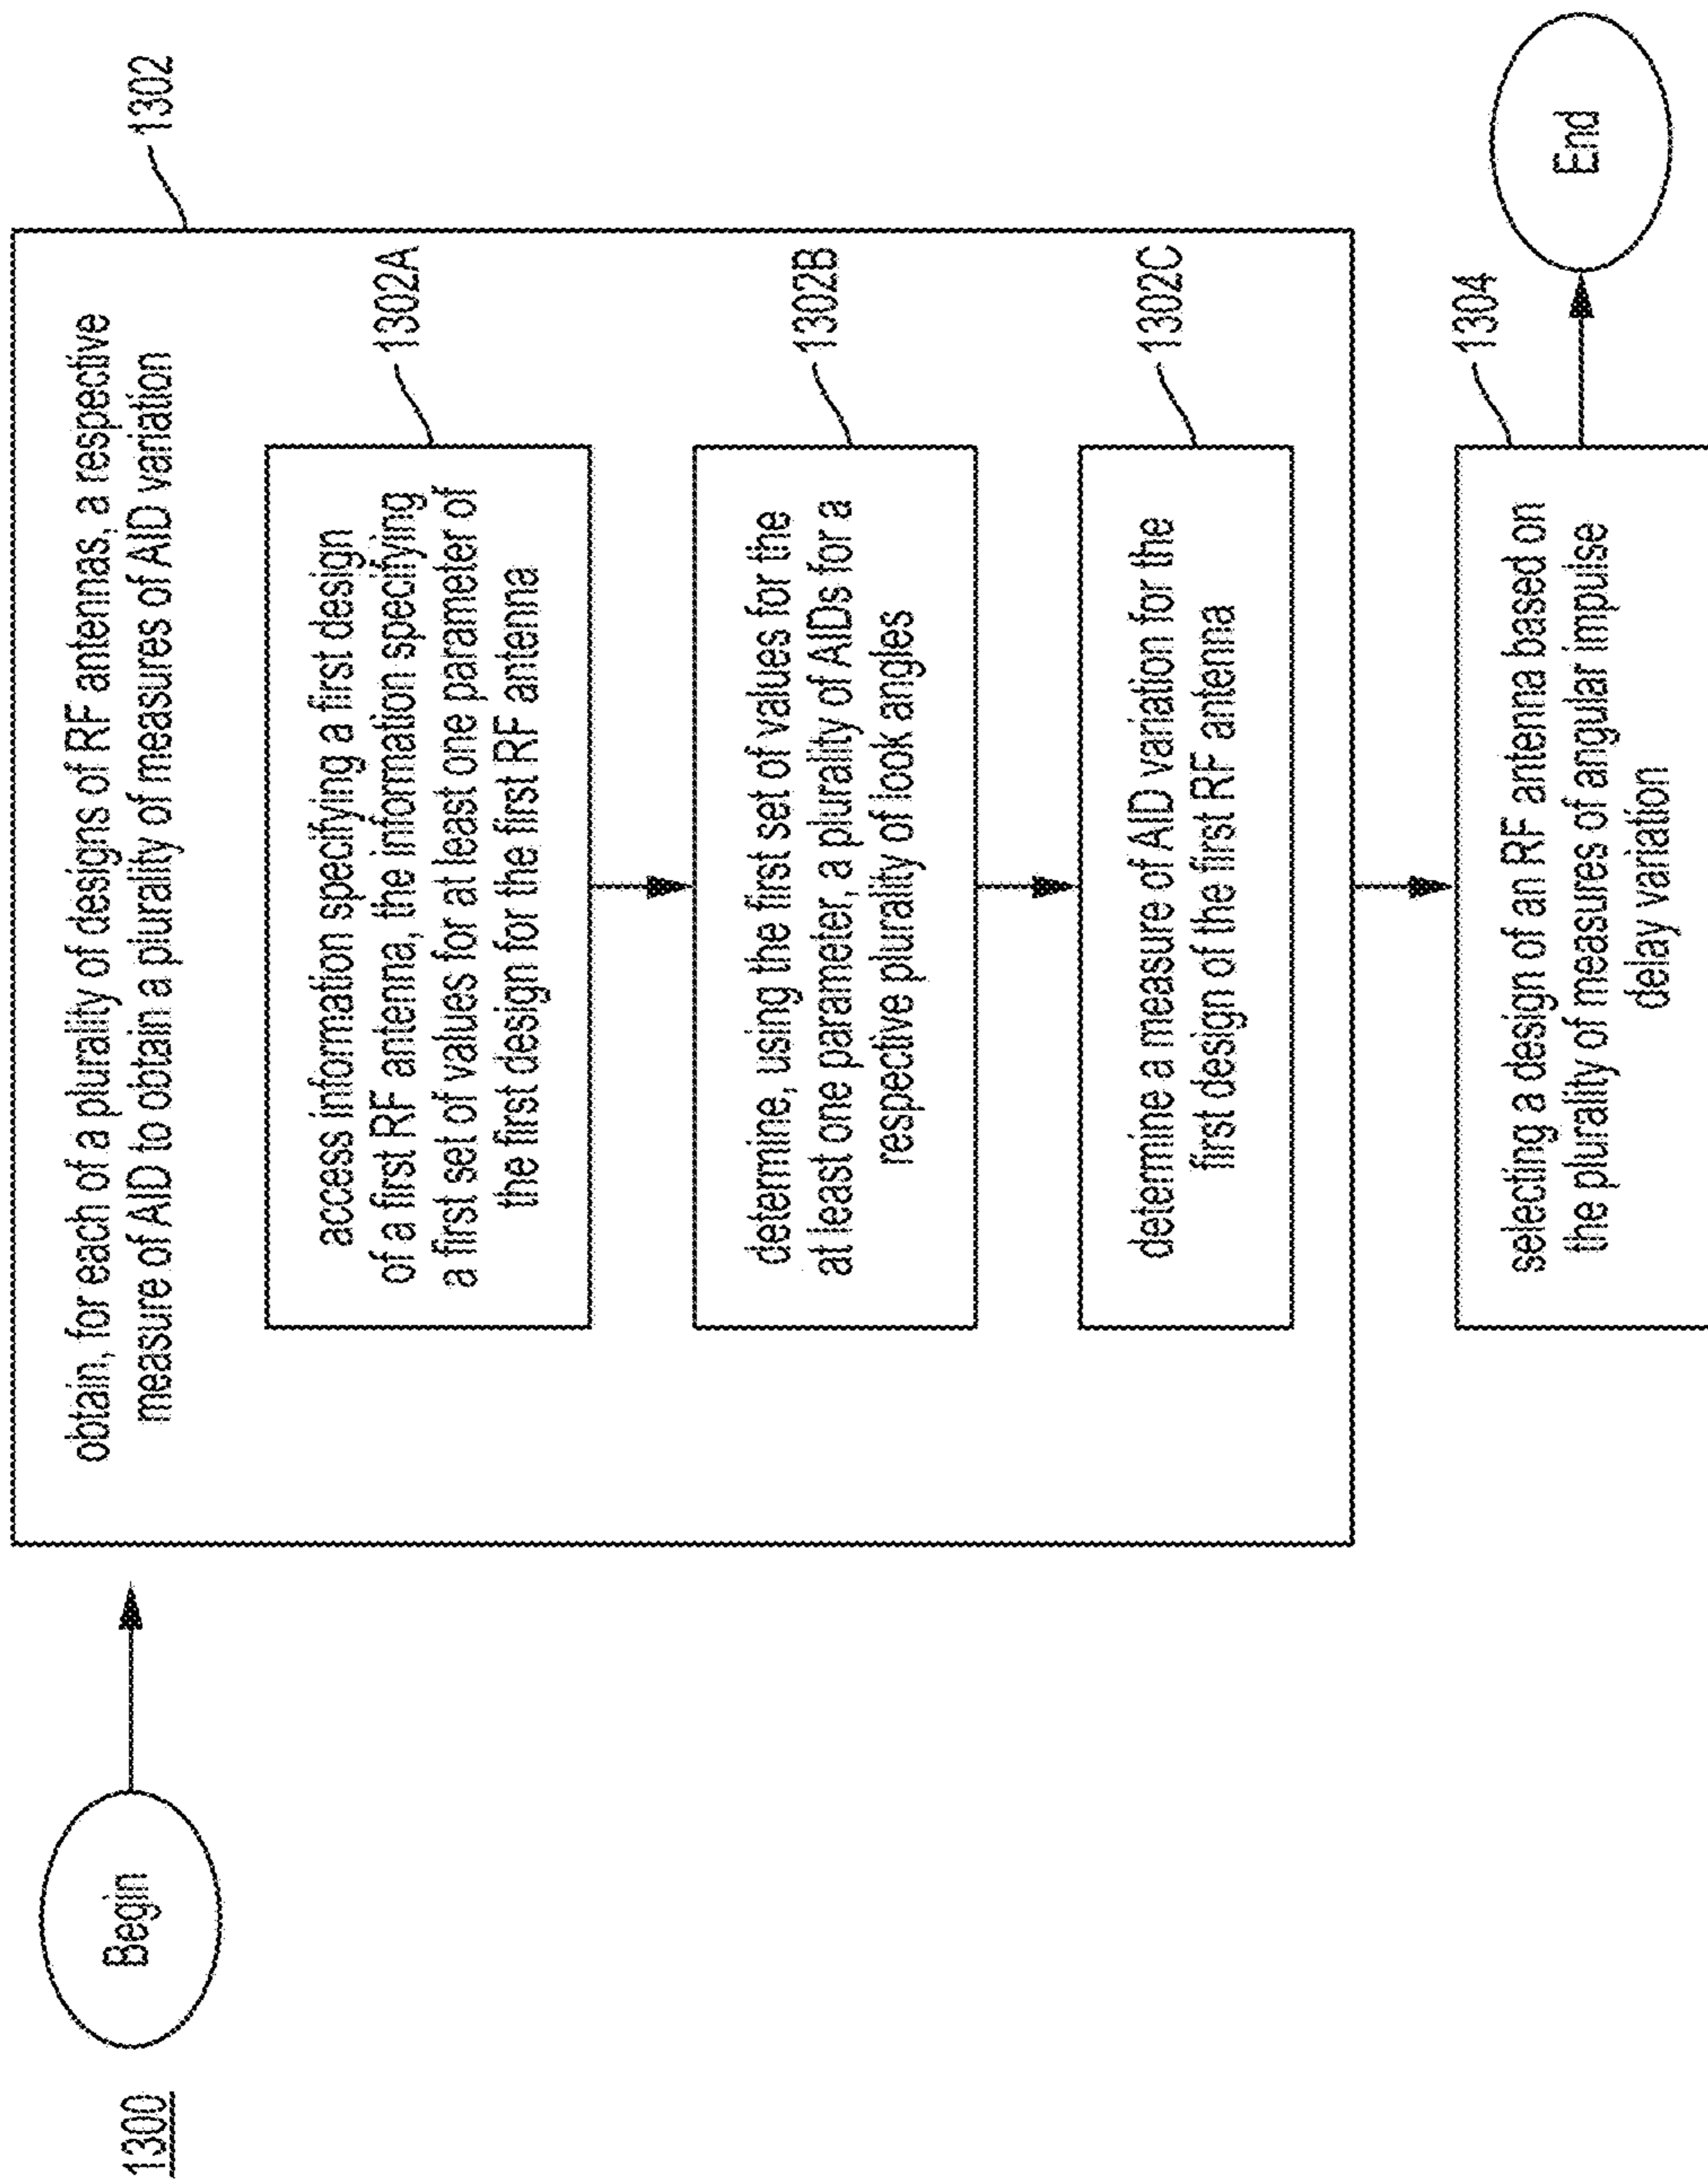 1300
Begin
1302
obtain, for each of a plurality of designs of RF antennas, a respective
measure of AID to obtain a plurality of measures of AID variation
1302A
access information specifying a first design
of a first RF antenna, the information specifying
a first set of values for at least one parameter of
the first design for the first RF antenna
1302B
determine, using the first set of values for the
at least one parameter, a plurality of AIDs for a
respective plurality of look angles
1302C
determine a measure of AID variation for the
first design of the first RF antenna
1304
selecting a design of an RF antenna based on
the plurality of measures of angular impulse
delay variation
End